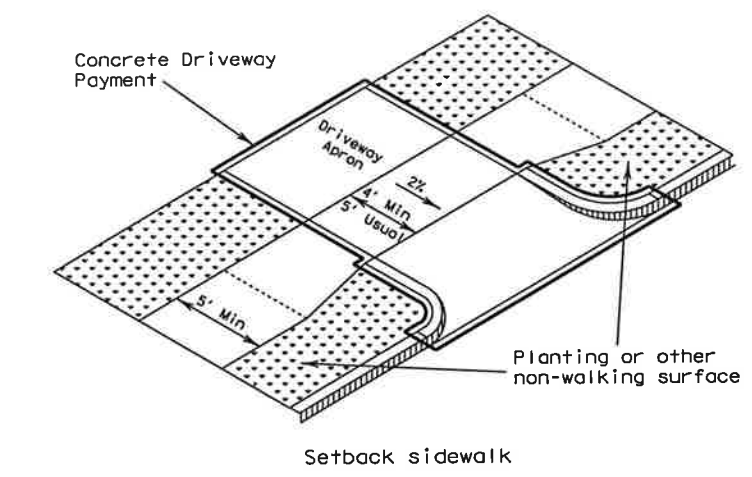 Concrete Driveway
Payment
Driveway
Apron
2%
4' Min
5' Usual
5' Min
Planting or other
non-walking surface
Setback sidewalk